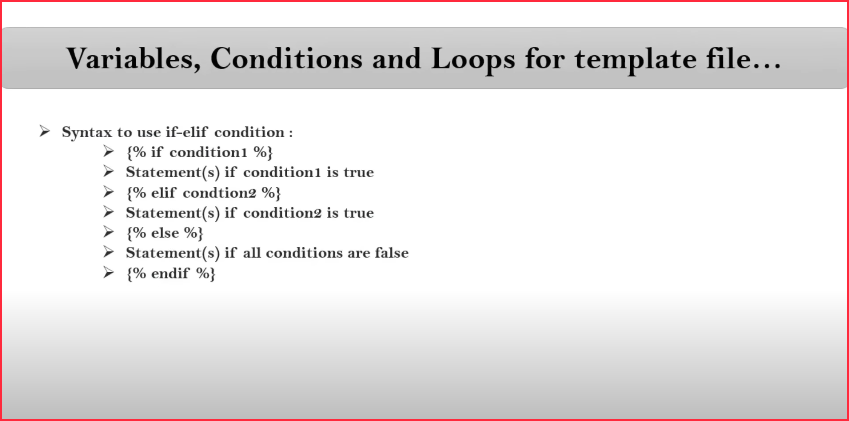 Variables, Conditions and Loops for template file...
Syntax to use if-elif condition :
{% if condition1 %}
Statement(s) if condition1 is true
{% elif condtion2 %}
Statement(s) if condition2 is true
{% else %}
Statement(s) if all conditions are false
{% endif %}